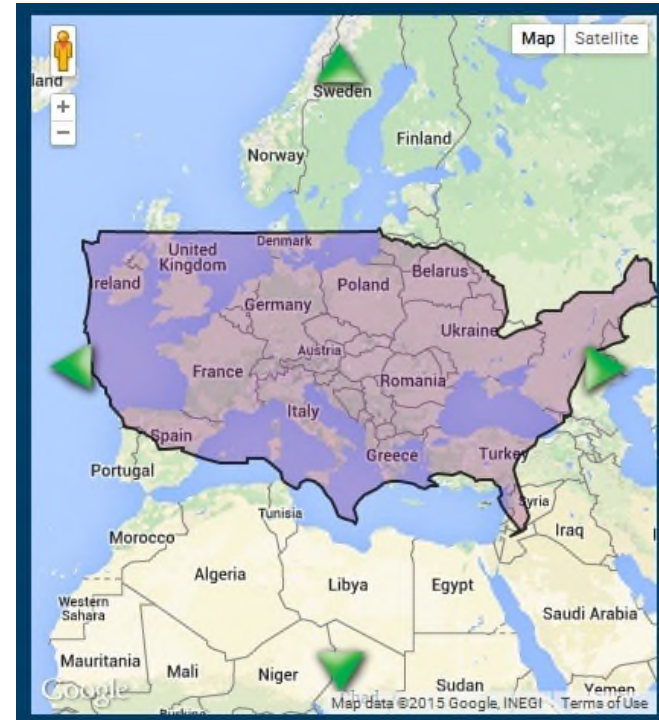 Map Satellite
land
+
Sweden
−
Finland
Norway
United
Kingdom
Denmark
Ireland
Belarus
Poland
Germany
Ukraine
Austria
France
Romania
Italy
Spain
Greece
Turkey
Portugal
Syria
Tunisia
Morocco
Iraq
Algeria
Libya
Egypt
Western
Sahara
Saudi Arabia
Mauritania
Mali
Niger
Sudan
Yemen
Google
Chad
Map data ©2015 Google, INEGI Terms of Use